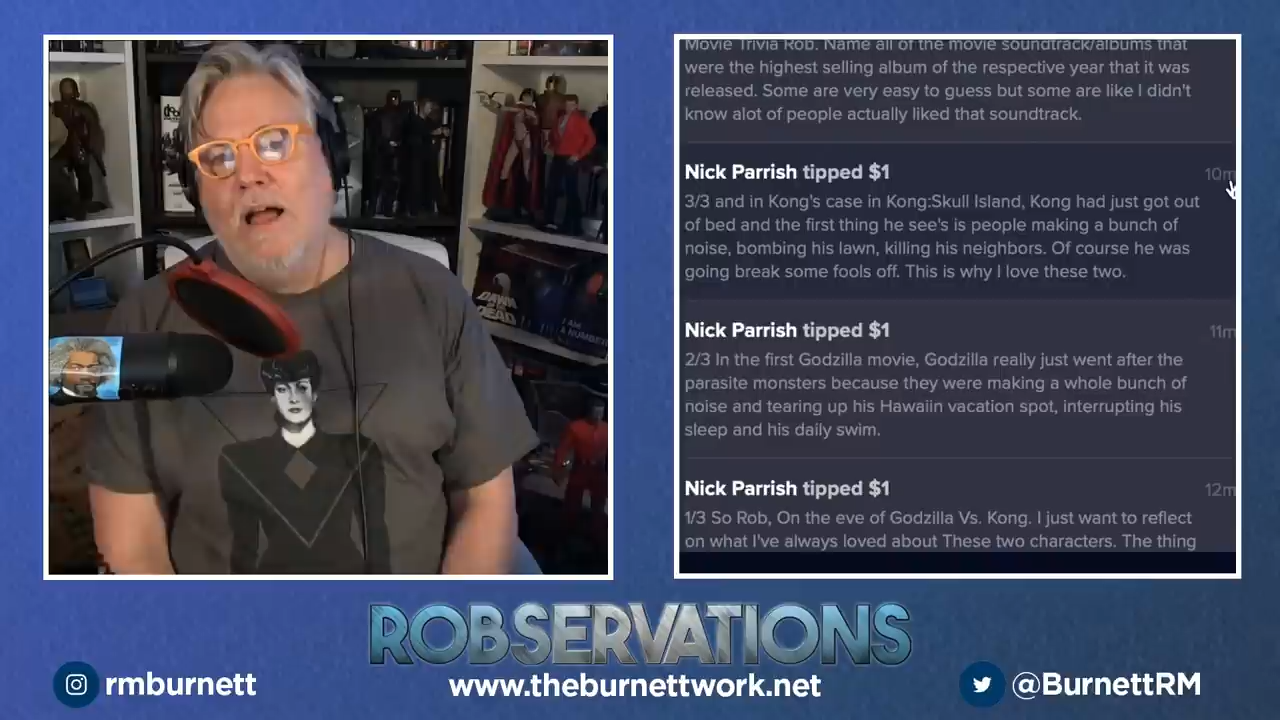 Movie Trivia Rob. Name all of the movie soundtrack/albums that
were the highest selling album of the respective year that it was
released. Some are very easy to guess but some are like I didn't
know alot of people actually liked that soundtrack.
Nick Parrish tipped $1
10m
3/3 and in Kong's case in Kong:Skull Island, Kong had just got out
of bed and the first thing he see's is people making a bunch of
noise, bombing his lawn, killing his neighbors. Of course he was
going break some fools off. This is why I love these two.
Nick Parrish tipped $1
11m
2/3 In the first Godzilla movie, Godzilla really just went after the
parasite monsters because they were making a whole bunch of
noise and tearing up his Hawaiin vacation spot, interrupting his
sleep and his daily swim.
Nick Parrish tipped $1
12m
1/3 So Rob, On the eve of Godzilla Vs. Kong. I just want to reflect
on what I've always loved about These two characters. The thing
DAWN
DEAD
I AM
A NUMBER
ROBSERVATIONS
rmburnett
www.theburnettwork.net
@BurnettRM